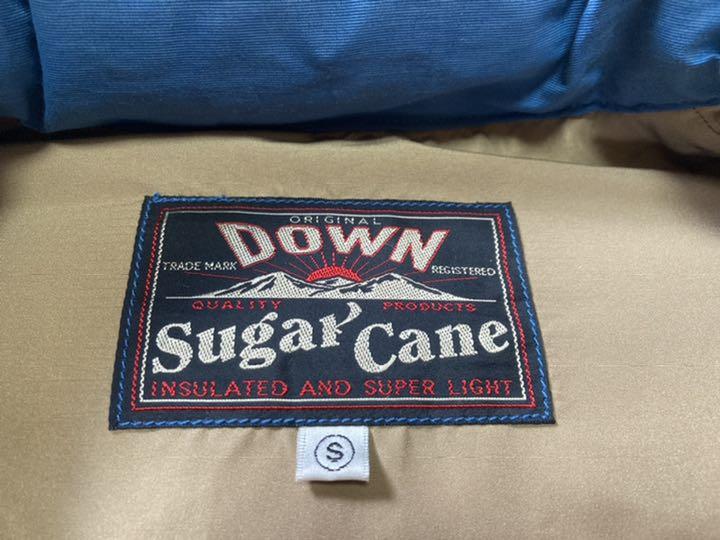 ORIGINAL
DOWN
TRADE MARK REGISTERED
QUALITY PRODUCTS
Sugar Cane
INSULATED AND SUPER LIGHT
S